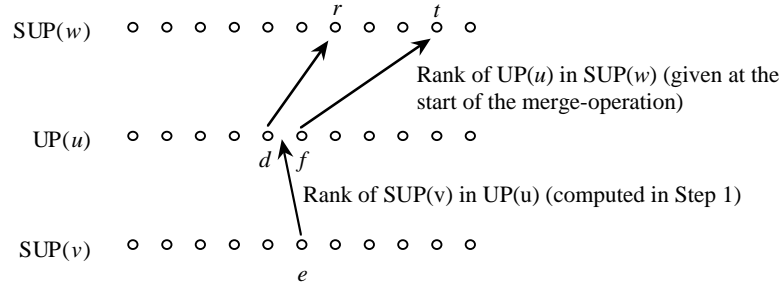 r t
SUP(w)
Rank of UP(u) in SUP(w) (given at the
start of the merge-operation)
UP(u)
d f
Rank of SUP(v) in UP(u) (computed in Step 1)
SUP(v)
e